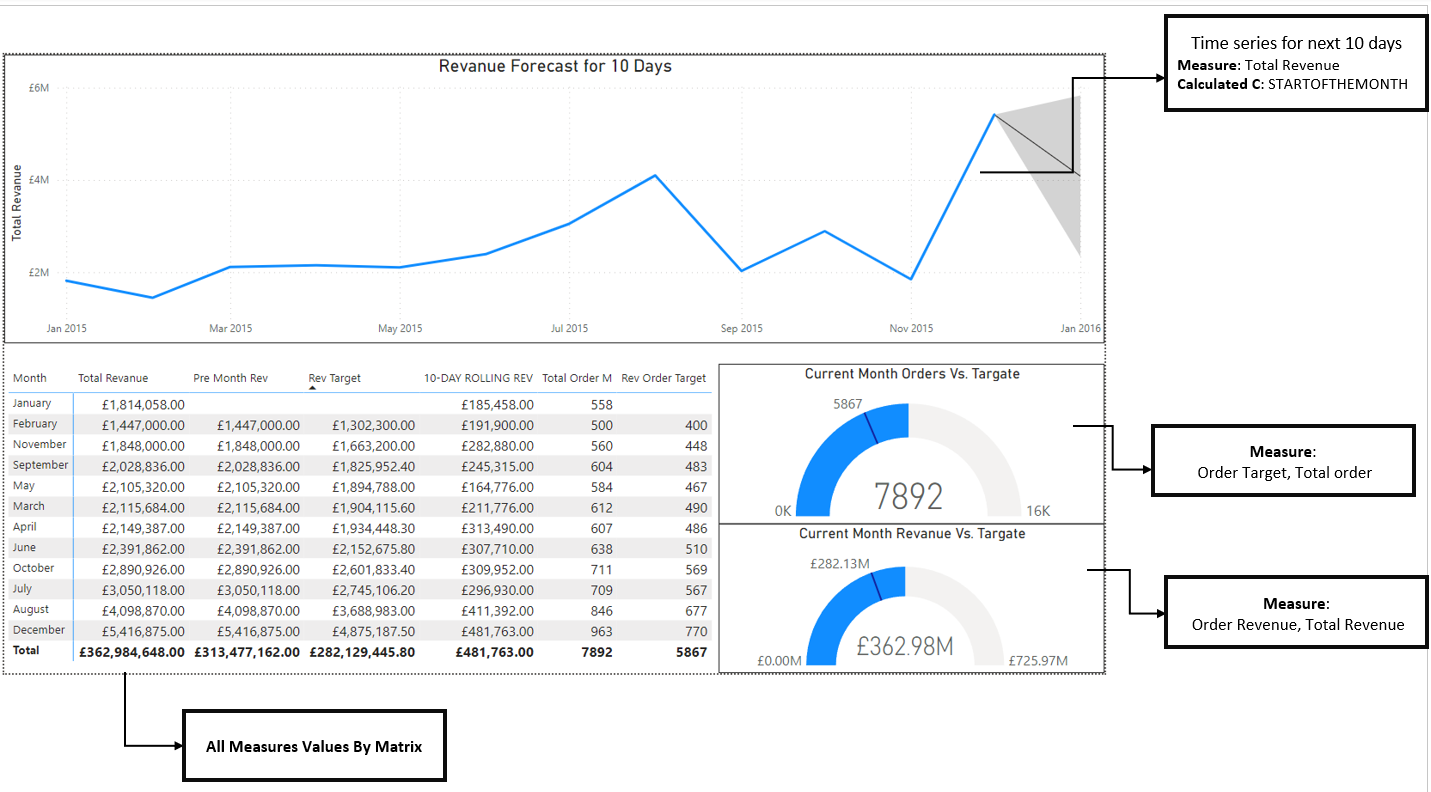 Time series for next 10 days
Measure: Total Revenue
Calculated C: STARTOFTHEMONTH
Revanue Forecast for 10 Days
£6M
£4M
£2M
Total Revanue
Jan 2015
Mar 2015
May 2015
Jul 2015
Sep 2015
Nov 2015
Jan 2016
Month Total Revanue Pre Month Rev Rev Target 10-DAY ROLLING REV Total Order M Rev Order Target
January £1,814,058.00 £185,458.00 558
February £1,447,000.00 £1,447,000.00 £1,302,300.00 £191,900.00 500 400
November £1,848,000.00 £1,848,000.00 £1,663,200.00 £282,880.00 560 448
September £2,028,836.00 £2,028,836.00 £1,825,952.40 £245,315.00 604 483
May £2,105,320.00 £2,105,320.00 £1,894,788.00 £164,776.00 584 467
March £2,115,684.00 £2,115,684.00 £1,904,115.60 £211,776.00 612 490
April £2,149,387.00 £2,149,387.00 £1,934,448.30 £313,490.00 607 486
June £2,391,862.00 £2,391,862.00 £2,152,675.80 £307,710.00 638 510
October £2,890,926.00 £2,890,926.00 £2,601,833.40 £309,952.00 711 569
July £3,050,118.00 £3,050,118.00 £2,745,106.20 £296,930.00 709 567
August £4,098,870.00 £4,098,870.00 £3,688,983.00 £411,392.00 846 677
December £5,416,875.00 £5,416,875.00 £4,875,187.50 £481,763.00 963 770
Total £362,984,648.00 £313,477,162.00 £282,129,445.80 £481,763.00 7892 5867
Current Month Orders Vs. Targate
5867
7892
0K
16K
Current Month Revanue Vs. Targate
£282.13M
£362.98M
£0.00M
£725.97M
Measure:
Order Target, Total order
Measure:
Order Revenue, Total Revenue
All Measures Values By Matrix